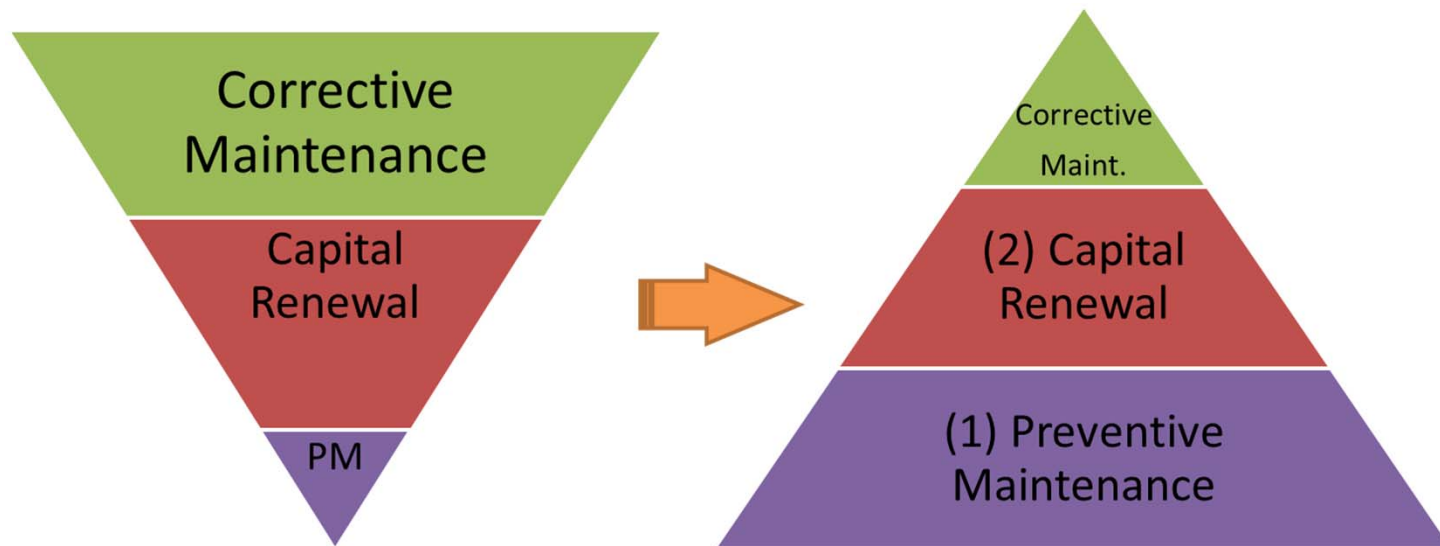 Corrective
Maintenance
Capital
Renewal
PM
Corrective
Maint.
(2) Capital
Renewal
(1) Preventive
Maintenance